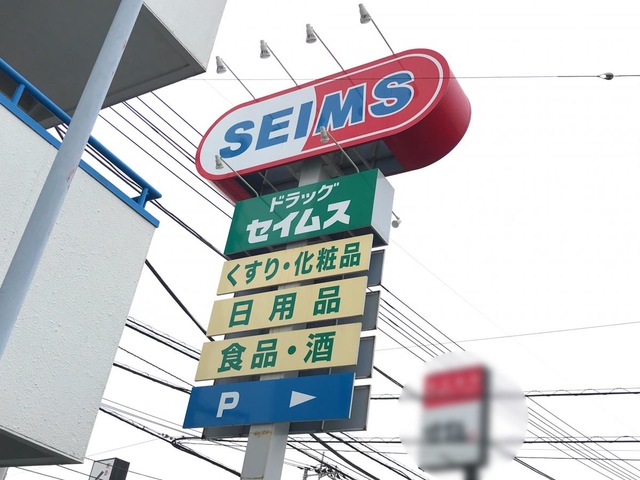 SEIMS
ドラッグ
セイムス
くすり・化粧品
日用品
食品・酒
P